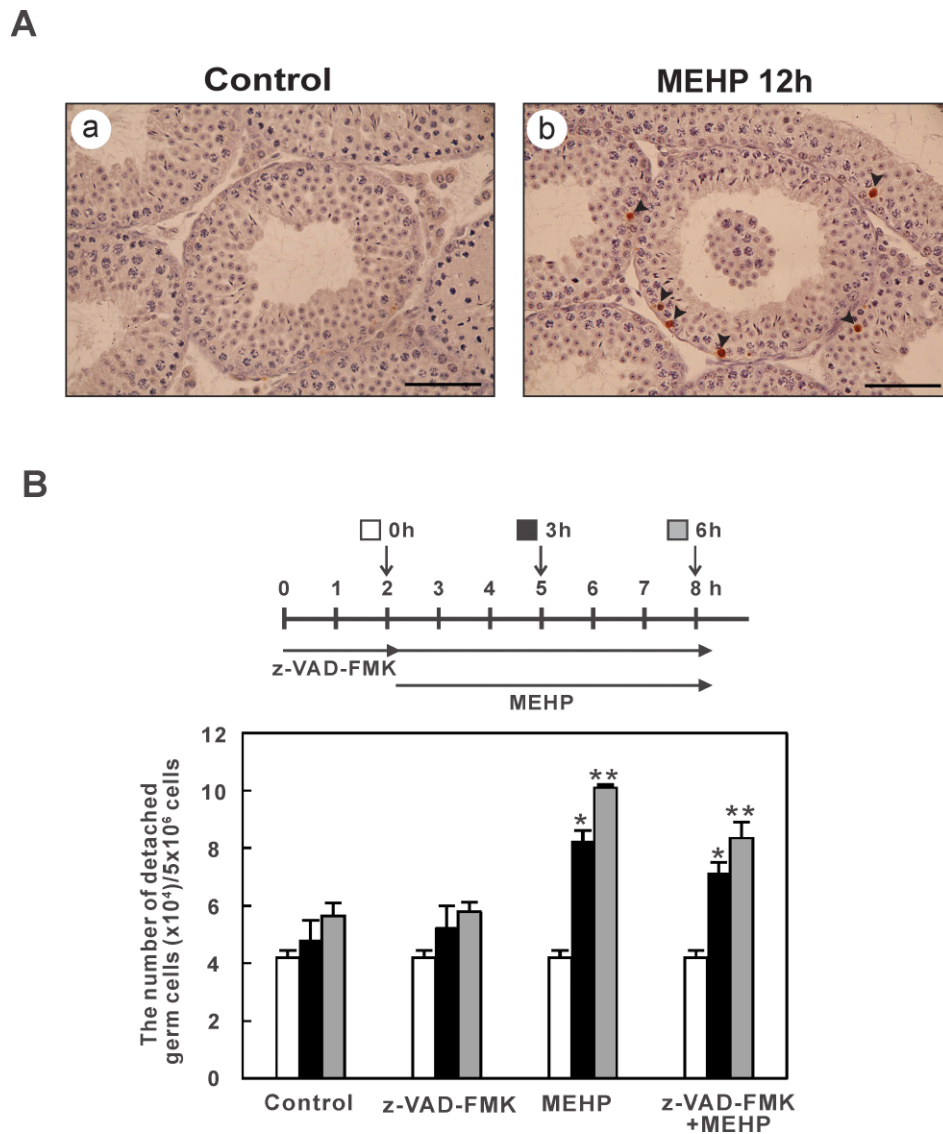 A
Control
MEHP 12h
a
b
B
0h 3h 6h
0 1 2 3 4 5 6 7 8 h
z-VAD-FMK
MEHP
The number of detached
germ cells (x10⁴)/5x10⁶ cells
12
10
8
6
4
2
0
* ** * **
Control z-VAD-FMK MEHP z-VAD-FMK
+MEHP